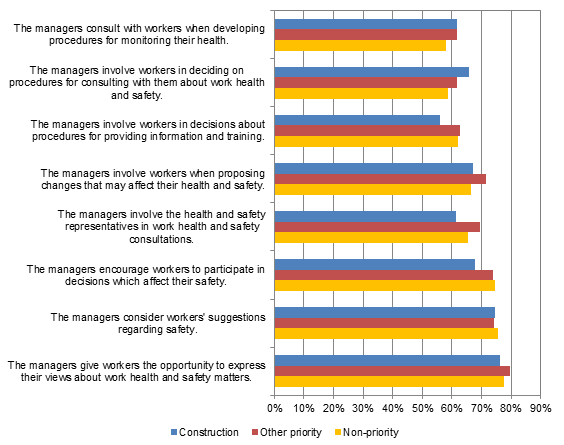 The managers consult with workers when developing
procedures for monitoring their health.
The managers involve workers in deciding on
procedures for consulting with them about work health
and safety.
The managers involve workers in decisions about
procedures for providing information and training.
The managers involve workers when proposing
changes that may affect their health and safety.
The managers involve the health and safety
representatives in work health and safety
consultations.
The managers encourage workers to participate in
decisions which affect their safety.
The managers consider workers' suggestions
regarding safety.
The managers give workers the opportunity to express
their views about work health and safety matters.
0% 10% 20% 30% 40% 50% 60% 70% 80% 90%
Construction Other priority Non-priority